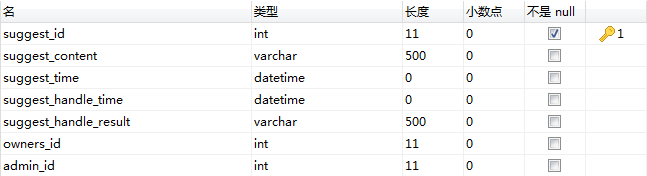 名 类型 长度 小数点 不是 null
suggest_id int 11 0 1
suggest_content varchar 500 0
suggest_time datetime 0 0
suggest_handle_time datetime 0 0
suggest_handle_result varchar 500 0
owners_id int 11 0
admin_id int 11 0